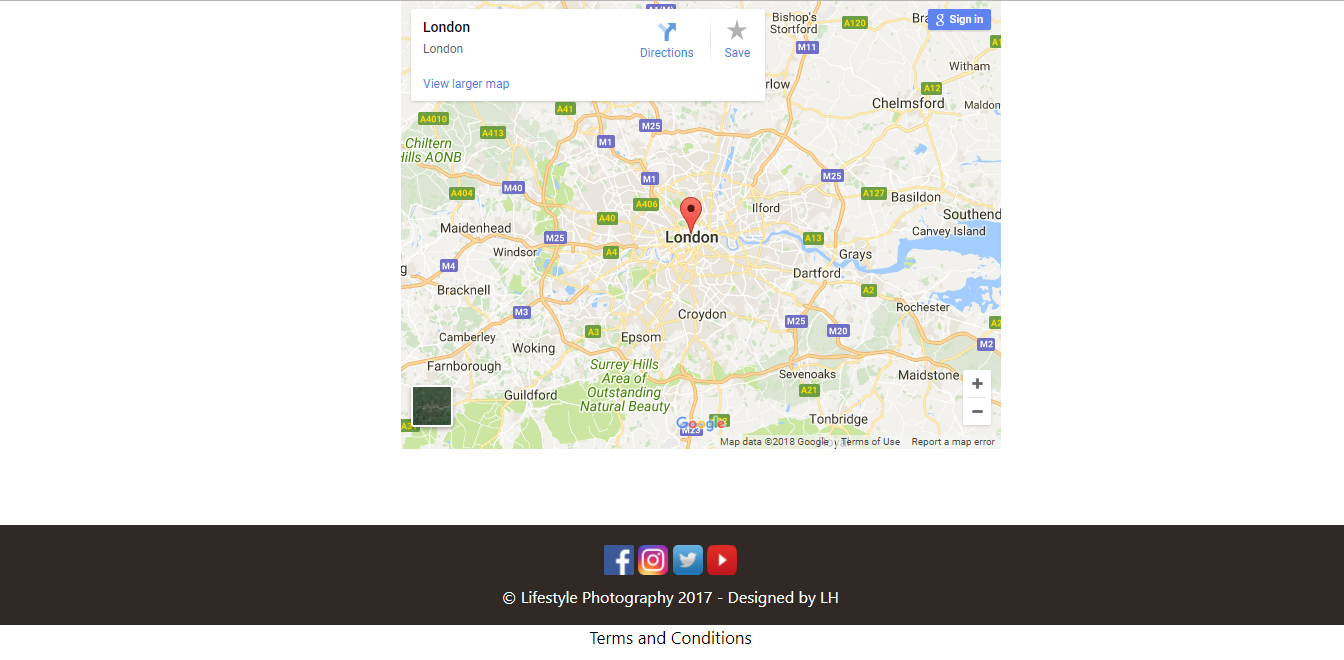 London
London
Directions
Save
View larger map
Sign in
Bishop's
Stortford
A120
M11
Witham
A12
Chelmsford
Maldon
A41
A4010
M25
A413
M1
Chiltern
Hills AONB
M1
M25
A404
M40
A127
Basildon
A406
Ilford
A40
Southend
Maidenhead
Canvey Island
M25
London
A13
Windsor
A4
Grays
M4
Dartford
Bracknell
A2
Rochester
M3
Croydon
M25
M20
A3
Camberley
Epsom
M2
Woking
Farnborough
Surrey Hills
Area of
Outstanding
Natural Beauty
Sevenoaks
Maidstone
A21
Guildford
Tonbridge
Google
M23
Map data ©2018 Google
Terms of Use
Report a map error
© Lifestyle Photography 2017 - Designed by LH
Terms and Conditions